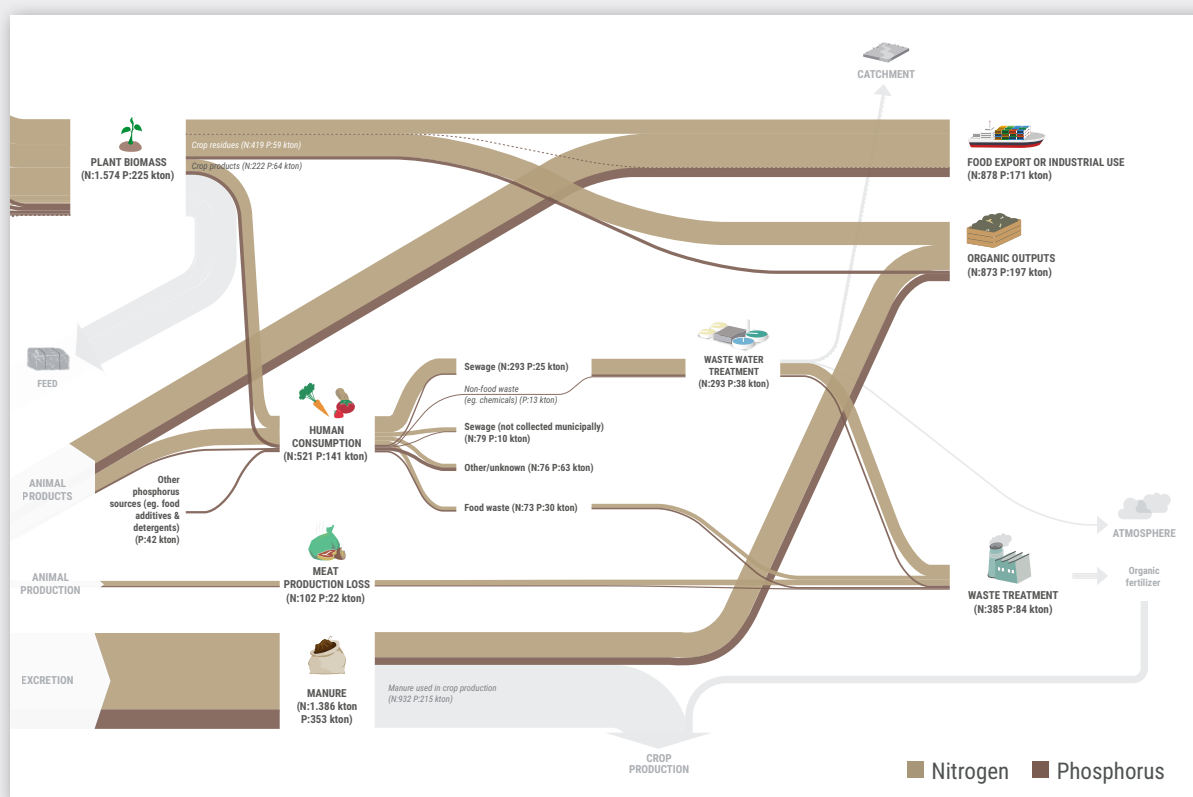 CATCHMENT
PLANT BIOMASS
(N:1.574 P:225 kton)
Crop residues (N:419 P:59 kton)
Crop products (N:222 P:64 kton)
FOOD EXPORT OR INDUSTRIAL USE
(N:878 P:171 kton)
ORGANIC OUTPUTS
(N:873 P:197 kton)
FEED
WASTE WATER
TREATMENT
(N:293 P:38 kton)
Sewage (N:293 P:25 kton)
Non-food waste
(eg. chemicals) (P:13 kton)
Sewage (not collected municipally)
(N:79 P:10 kton)
Other/unknown (N:76 P:63 kton)
Food waste (N:73 P:30 kton)
HUMAN
CONSUMPTION
(N:521 P:141 kton)
ANIMAL
PRODUCTS
Other
phosphorus
sources (eg. food
additives &
detergents)
(P:42 kton)
ATMOSPHERE
ANIMAL
PRODUCTION
MEAT
PRODUCTION LOSS
(N:102 P:22 kton)
WASTE TREATMENT
(N:385 P:84 kton)
Organic
fertilizer
EXCRETION
MANURE
(N:1.386 kton
P:353 kton)
Manure used in crop production
(N:932 P:215 kton)
CROP
PRODUCTION
Nitrogen
Phosphorus